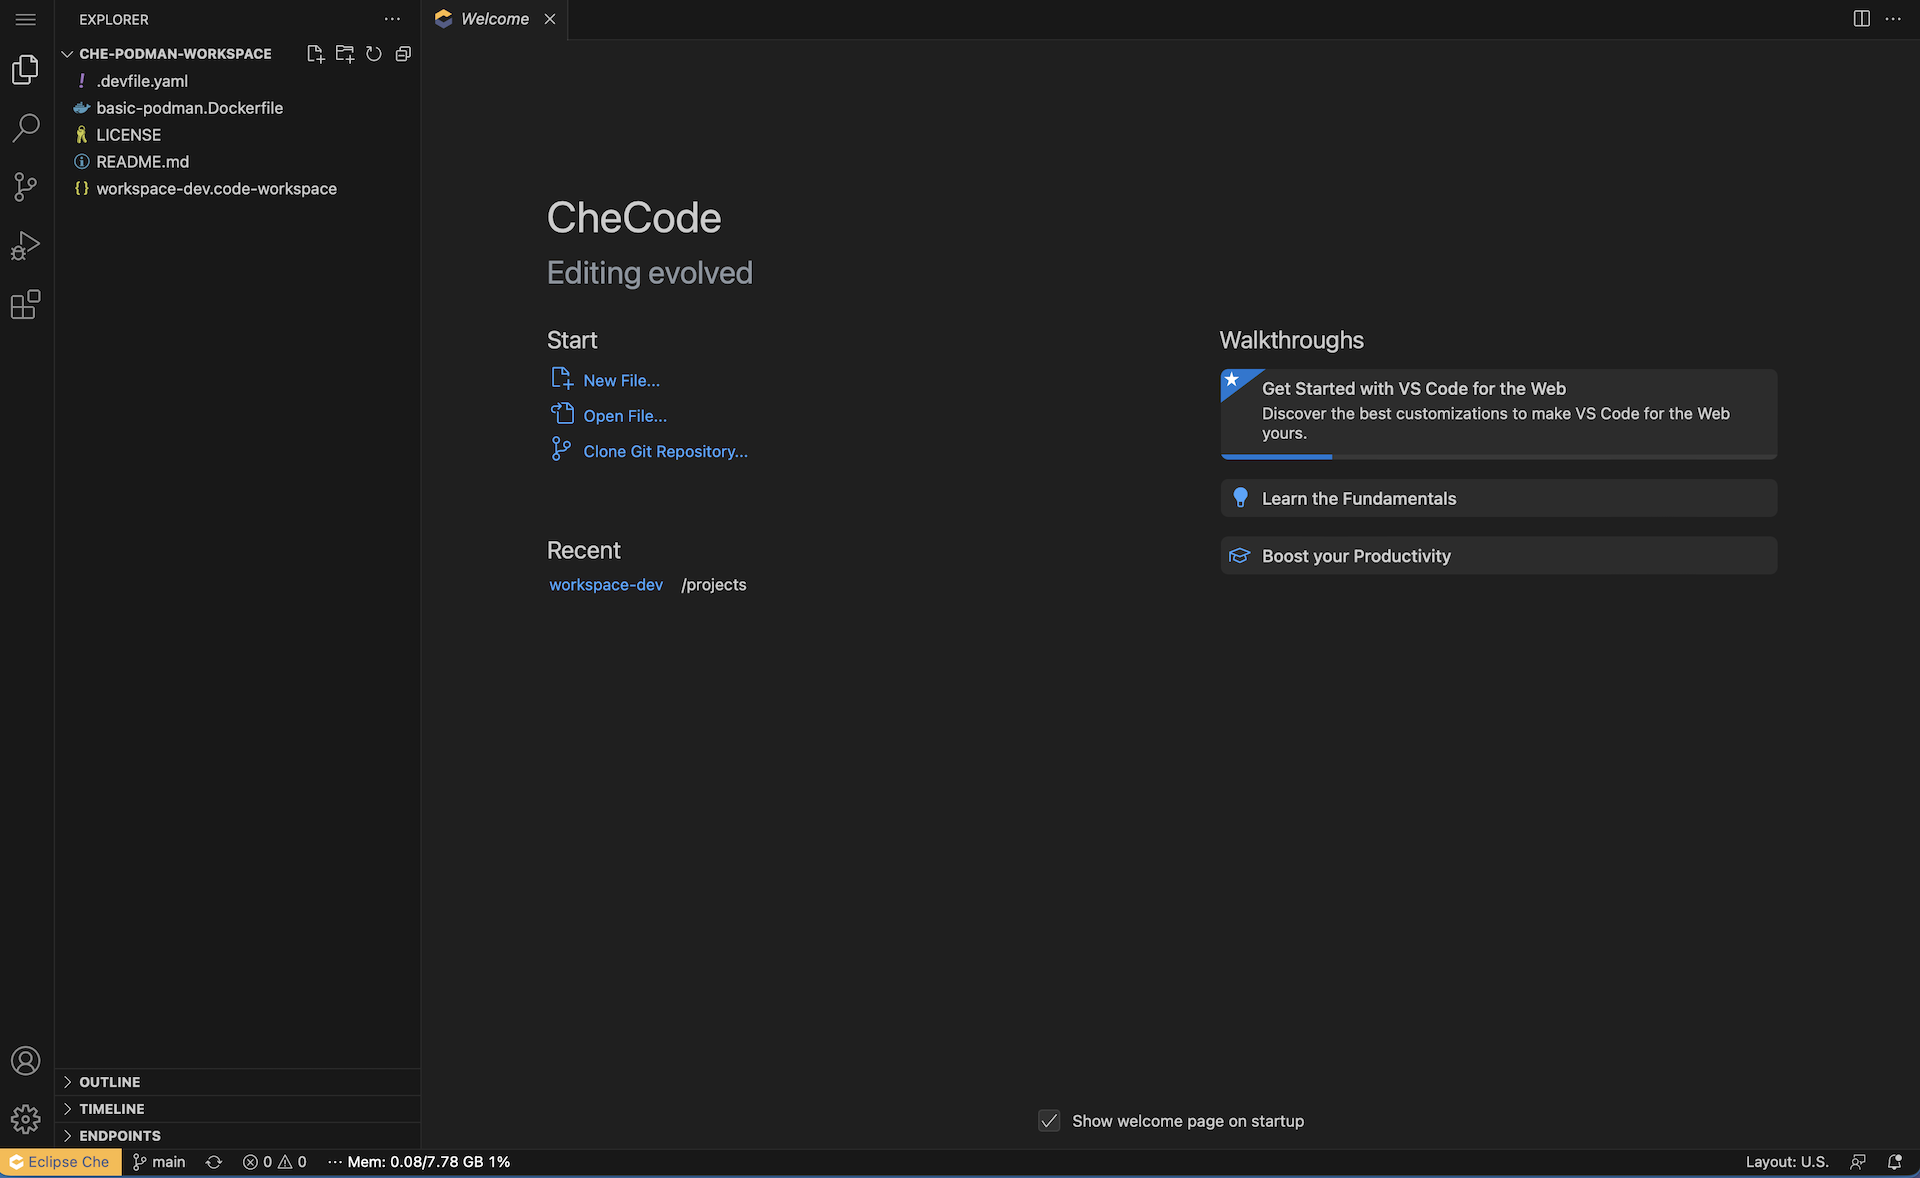 EXPLORER
CHE-PODMAN-WORKSPACE
.devfile.yaml
basic-podman.Dockerfile
LICENSE
README.md
workspace-dev.code-workspace
OUTLINE
TIMELINE
ENDPOINTS
Welcome
CheCode
Editing evolved
Start
New File...
Open File...
Clone Git Repository...
Recent
workspace-dev /projects
Walkthroughs
Get Started with VS Code for the Web
Discover the best customizations to make VS Code for the Web
yours.
Learn the Fundamentals
Boost your Productivity
Show welcome page on startup
Eclipse Che main 0 0 ··· Mem: 0.08/7.78 GB 1% Layout: U.S.